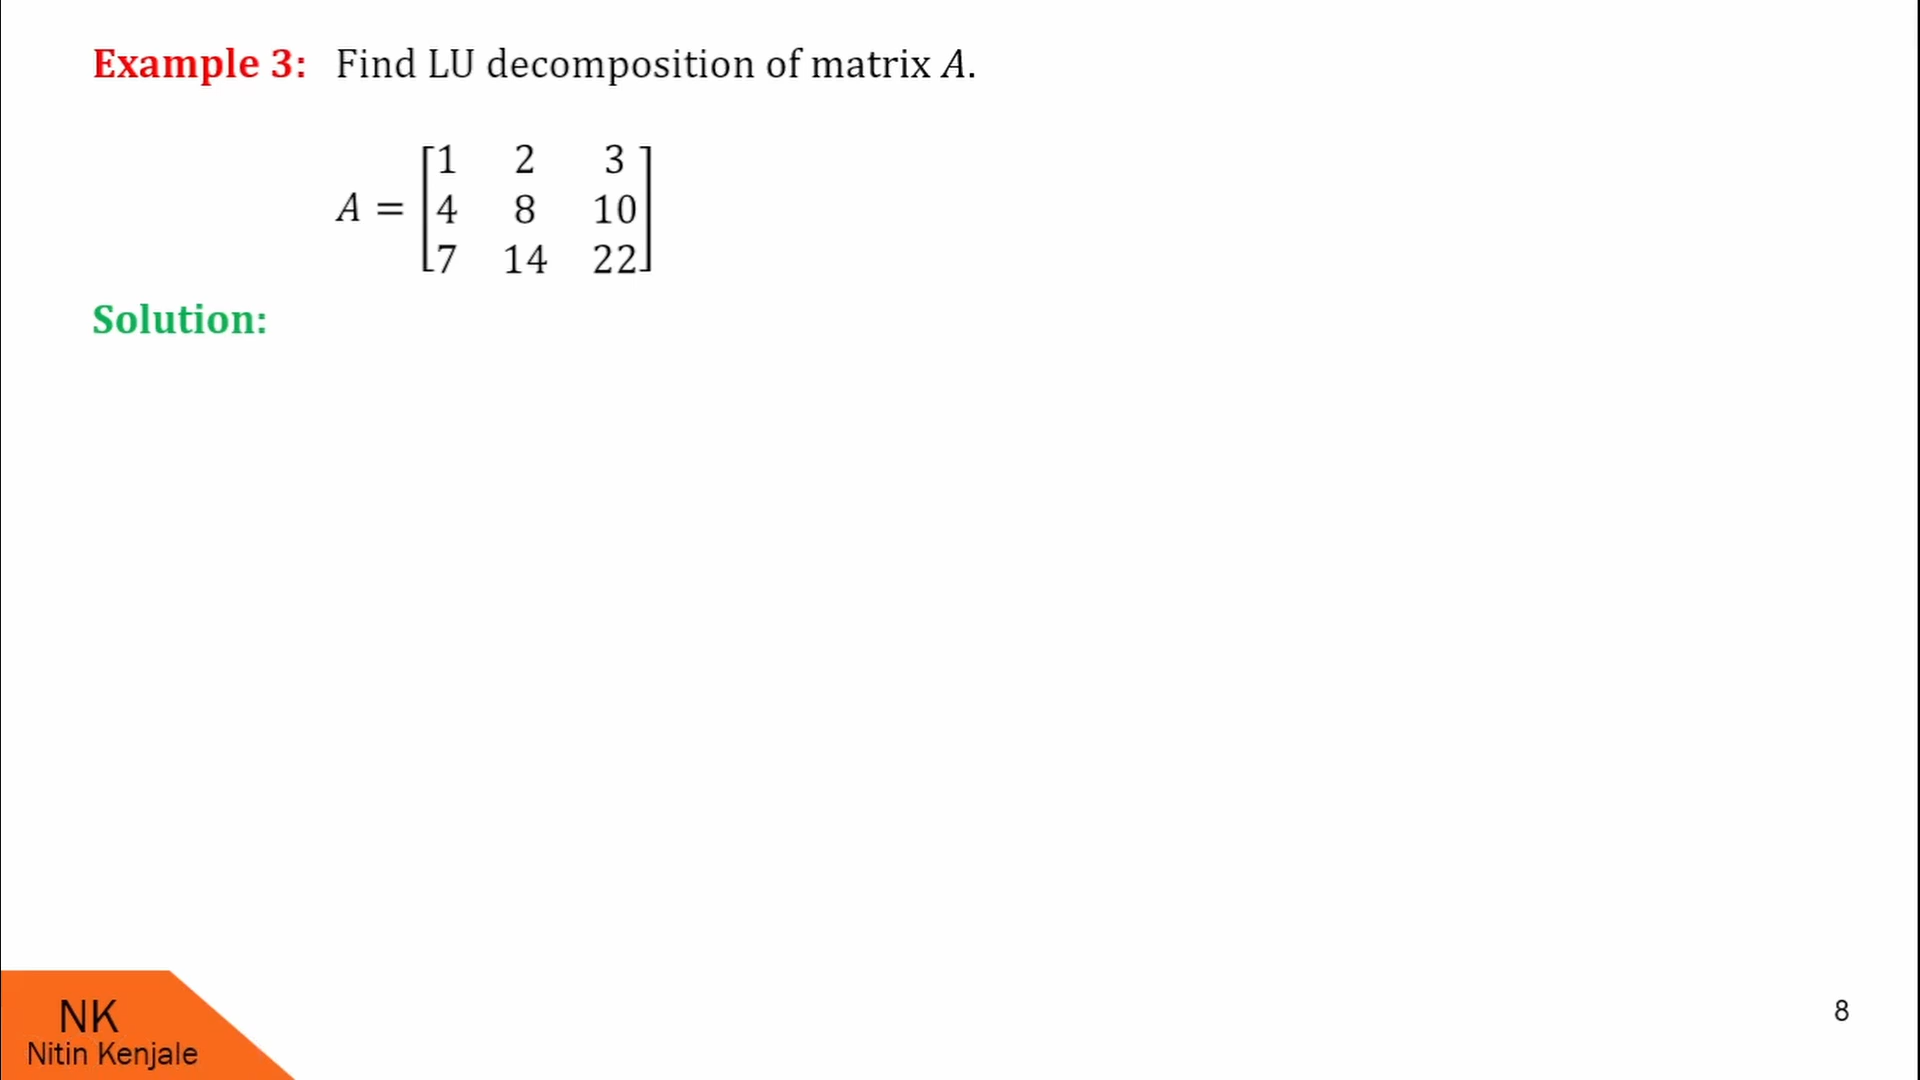 Example 3: Find LU decomposition of matrix A.
1 2 3
A = 4 8 10
7 14 22
Solution:
NK
Nitin Kenjale
8